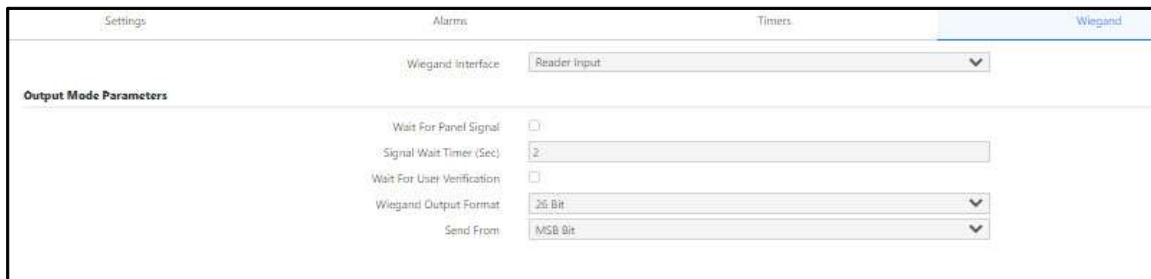 Settings Alarms Timers Wiegand
Wiegand Interface Reader Input
Output Mode Parameters
Wait For Panel Signal
Signal Wait Timer (Sec) 2
Wait For User Verification
Wiegand Output Format 26 Bit
Send From MSB Bit